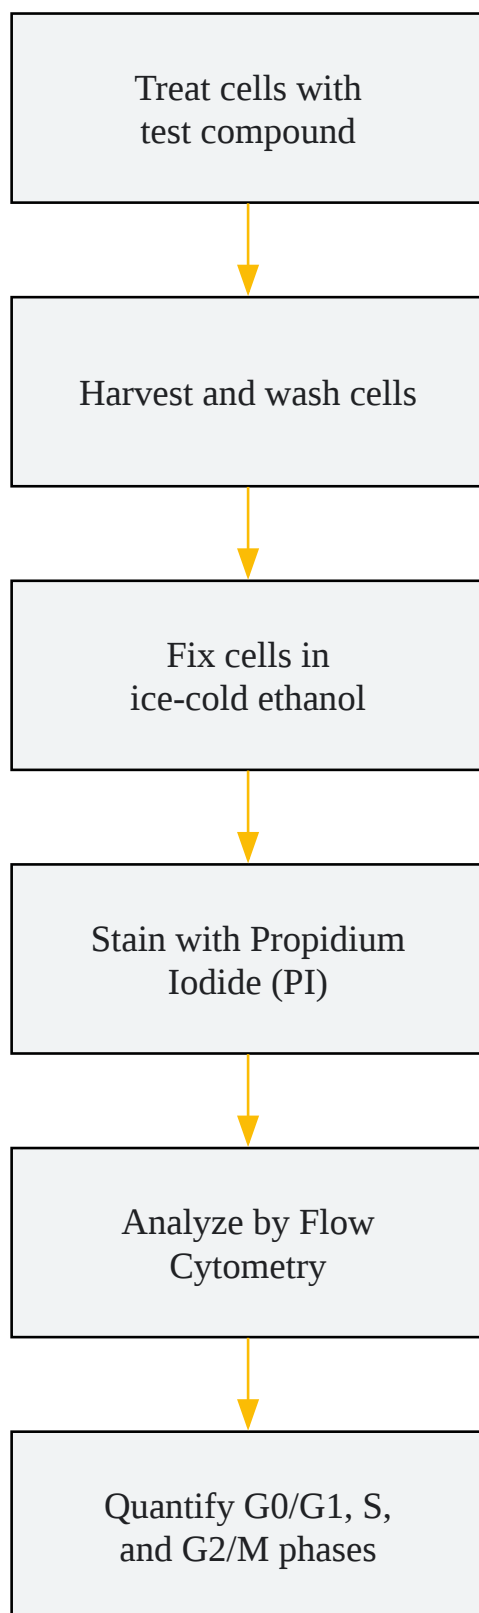 Treat cells with
test compound
Harvest and wash cells
Fix cells in
ice-cold ethanol
Stain with Propidium
Iodide (PI)
Analyze by Flow
Cytometry
Quantify G0/G1, S,
and G2/M phases